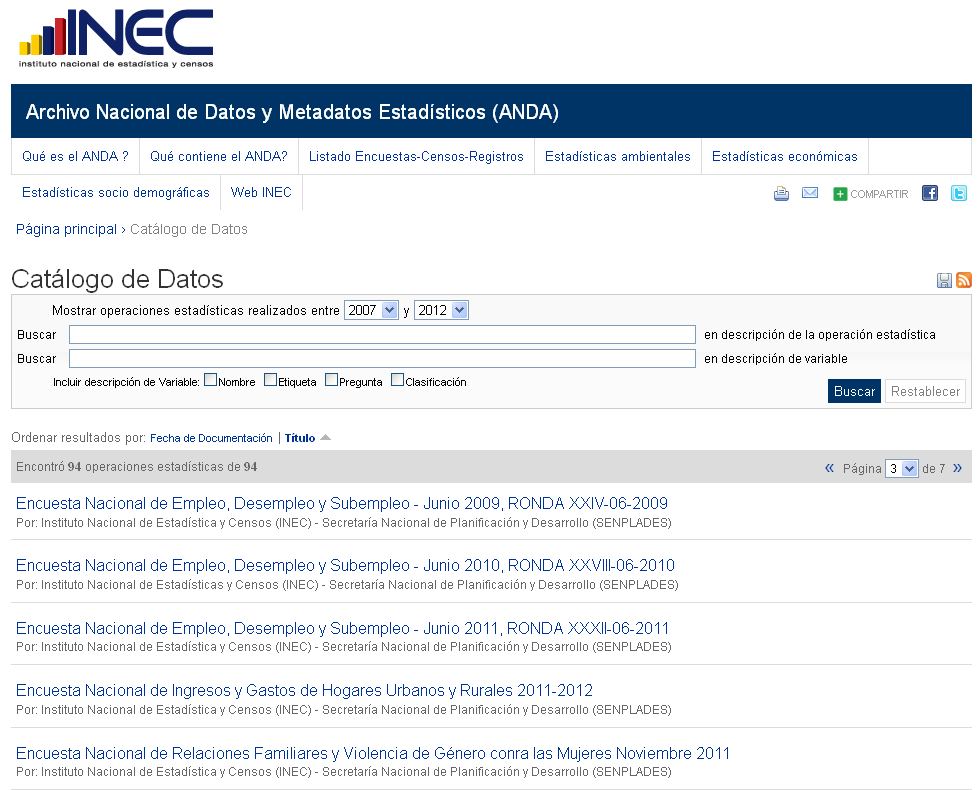 INEC
instituto nacional de estadística y censos
Archivo Nacional de Datos y Metadatos Estadísticos (ANDA)
Qué es el ANDA ? Qué contiene el ANDA? Listado Encuestas-Censos-Registros Estadísticas ambientales Estadísticas económicas
Estadísticas socio demográficas Web INEC COMPARTIR
Página principal › Catálogo de Datos
Catálogo de Datos
Mostrar operaciones estadísticas realizados entre 2007 y 2012
Buscar en descripción de la operación estadística
Buscar en descripción de variable
Incluir descripción de Variable: Nombre Etiqueta Pregunta Clasificación
Buscar Restablecer
Ordenar resultados por: Fecha de Documentación | Título
Encontró 94 operaciones estadísticas de 94 « Página 3 de 7 »
Encuesta Nacional de Empleo, Desempleo y Subempleo - Junio 2009, RONDA XXIV-06-2009
Por: Instituto Nacional de Estadística y Censos (INEC) - Secretaría Nacional de Planificación y Desarrollo (SENPLADES)
Encuesta Nacional de Empleo, Desempleo y Subempleo - Junio 2010, RONDA XXVIII-06-2010
Por: Instituto Nacional de Estadísticas y Censos (INEC) - Secretaría Nacional de Planificación y Desarrollo (SENPLADES)
Encuesta Nacional de Empleo, Desempleo y Subempleo - Junio 2011, RONDA XXXII-06-2011
Por: Instituto Nacional de Estadística y Censos (INEC) - Secretaría Nacional de Planificación y Desarrollo (SENPLADES)
Encuesta Nacional de Ingresos y Gastos de Hogares Urbanos y Rurales 2011-2012
Por: Instituto Nacional de Estadística y Censos (INEC) - Secretaría Nacional de Planificación y Desarrollo (SENPLADES)
Encuesta Nacional de Relaciones Familiares y Violencia de Género conra las Mujeres Noviembre 2011
Por: Instituto Nacional de Estadística y Censos (INEC) - Secretaría Nacional de Planificación y Desarrollo (SENPLADES)